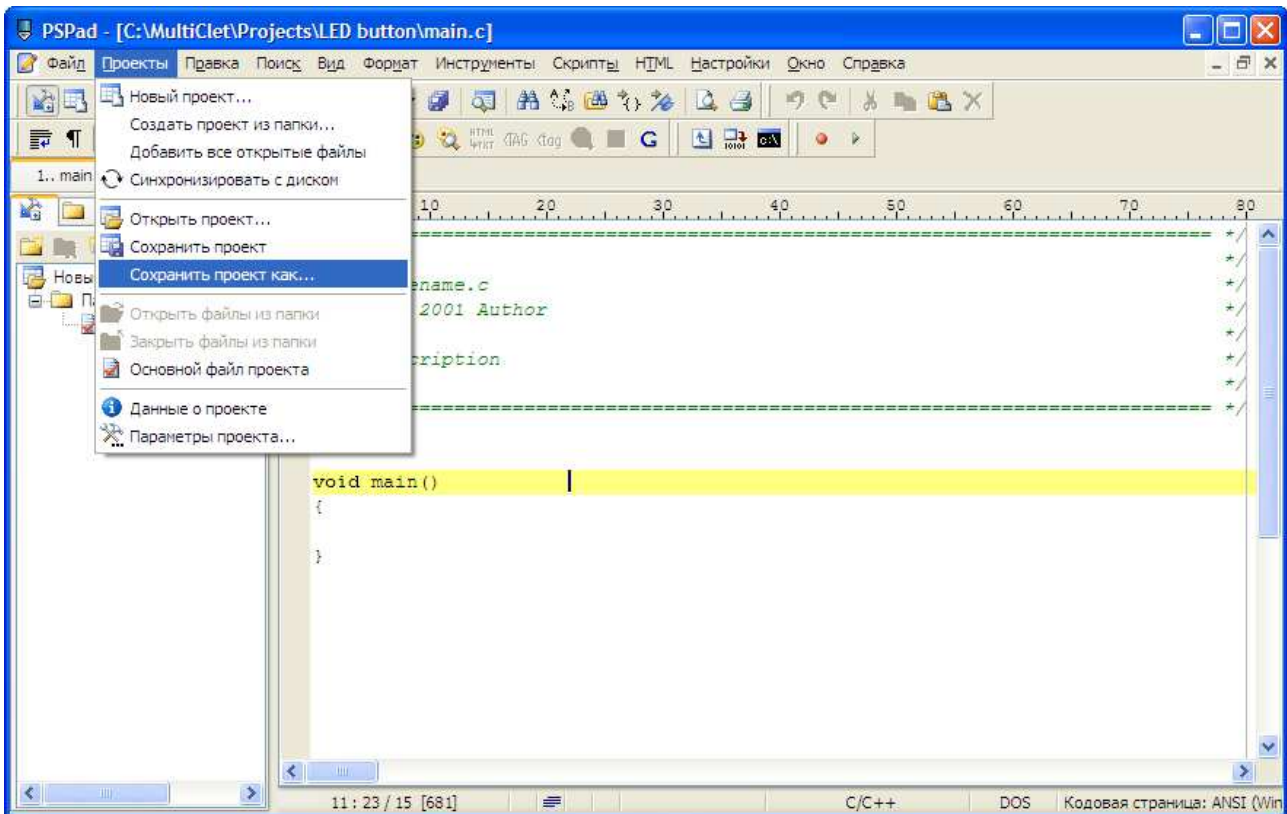 PSPad - [C:\MultiClet\Projects\LED button\main.c]
Файл Проекты Правка Поиск Вид Формат Инструменты Скрипты HTML Настройки Окно Справка
Новый проект...
Создать проект из папки...
Добавить все открытые файлы
Синхронизировать с диском
Открыть проект...
Сохранить проект
Сохранить проект как...
Открыть файлы из папки
Закрыть файлы из папки
Основной файл проекта
Данные о проекте
Параметры проекта...
HTML TAG tag G
1.. main
10 20 30 40 50 60 70 80
Новы
============================================================ */
*/
ename.c */
2001 Author */
*/
cription */
*/
============================================================ */
void main()
{
}
11 : 23 / 15 [681] C/C++ DOS Кодовая страница: ANSI (Win